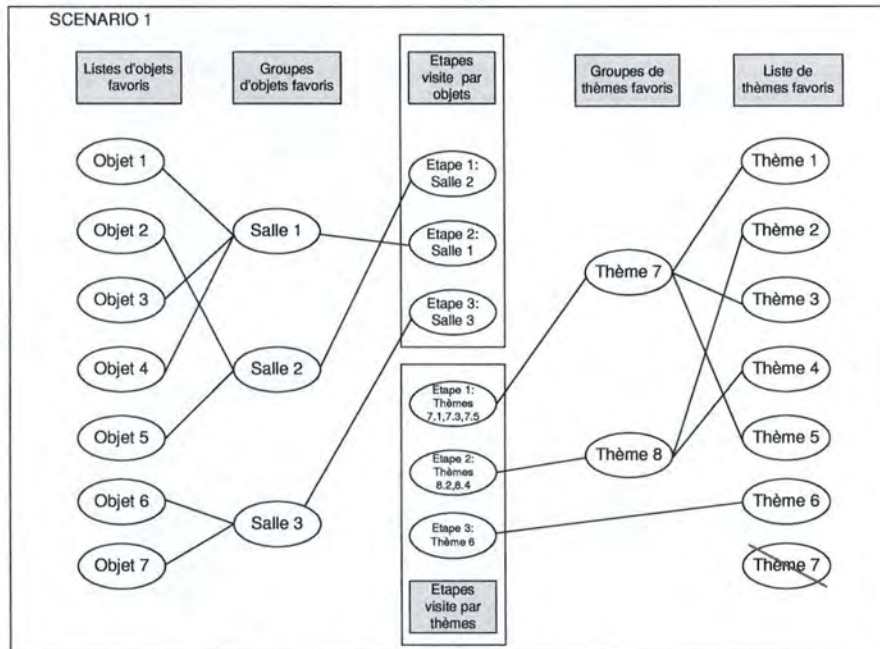 SCENARIO 1
Listes d'objets
favoris
Groupes
d'objets favoris
Etapes
visite par
objets
Groupes de
thèmes favoris
Liste de
thèmes favoris
Objet 1
Objet 2
Objet 3
Objet 4
Objet 5
Objet 6
Objet 7
Salle 1
Salle 2
Salle 3
Etape 1:
Salle 2
Etape 2:
Salle 1
Etape 3:
Salle 3
Etape 1:
Thèmes
7.1,7.3,7.5
Etape 2:
Thèmes
8.2,8.4
Etape 3:
Thème 6
Etapes
visite par
thèmes
Thème 7
Thème 8
Thème 1
Thème 2
Thème 3
Thème 4
Thème 5
Thème 6
Thème 7